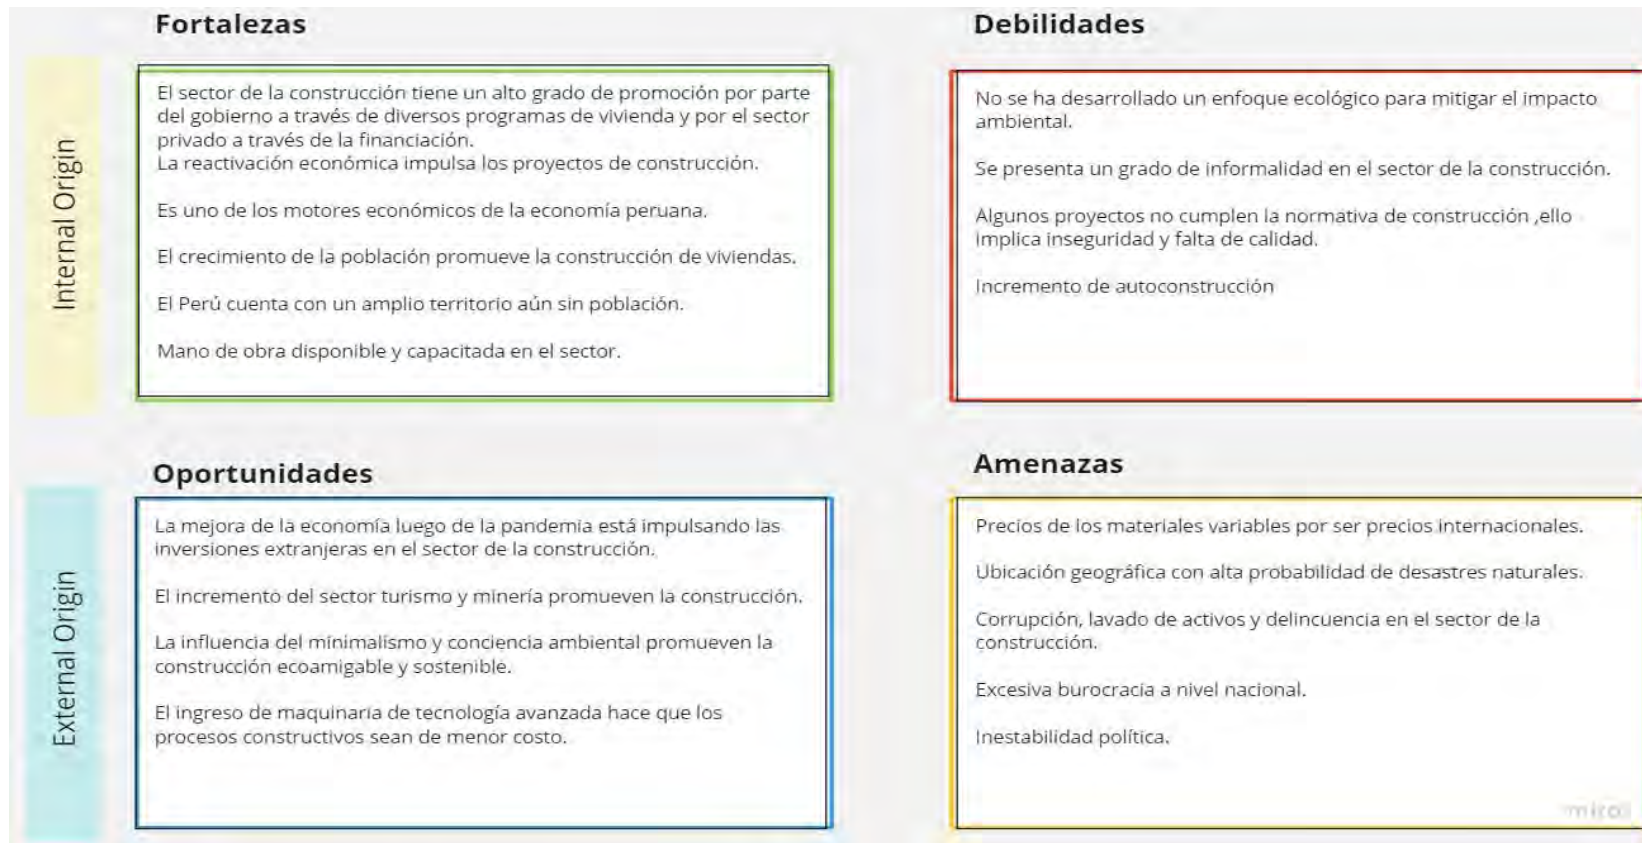 Fortalezas
Internal Origin
El sector de la construcción tiene un alto grado de promoción por parte
del gobierno a través de diversos programas de vivienda y por el sector
privado a través de la financiación.
La reactivación económica impulsa los proyectos de construcción.
Es uno de los motores económicos de la economía peruana.
El crecimiento de la población promueve la construcción de viviendas.
El Perú cuenta con un amplio territorio aún sin población.
Mano de obra disponible y capacitada en el sector.
Debilidades
No se ha desarrollado un enfoque ecológico para mitigar el impacto
ambiental.
Se presenta un grado de informalidad en el sector de la construcción.
Algunos proyectos no cumplen la normativa de construcción ,ello
implica inseguridad y falta de calidad.
Incremento de autoconstrucción
Oportunidades
External Origin
La mejora de la economía luego de la pandemia está impulsando las
inversiones extranjeras en el sector de la construcción.
El incremento del sector turismo y minería promueven la construcción.
La influencia del minimalismo y conciencia ambiental promueven la
construcción ecoamigable y sostenible.
El ingreso de maquinaria de tecnología avanzada hace que los
procesos constructivos sean de menor costo.
Amenazas
Precios de los materiales variables por ser precios internacionales.
Ubicación geográfica con alta probabilidad de desastres naturales.
Corrupción, lavado de activos y delincuencia en el sector de la
construcción.
Excesiva burocracia a nivel nacional.
Inestabilidad política.
miro